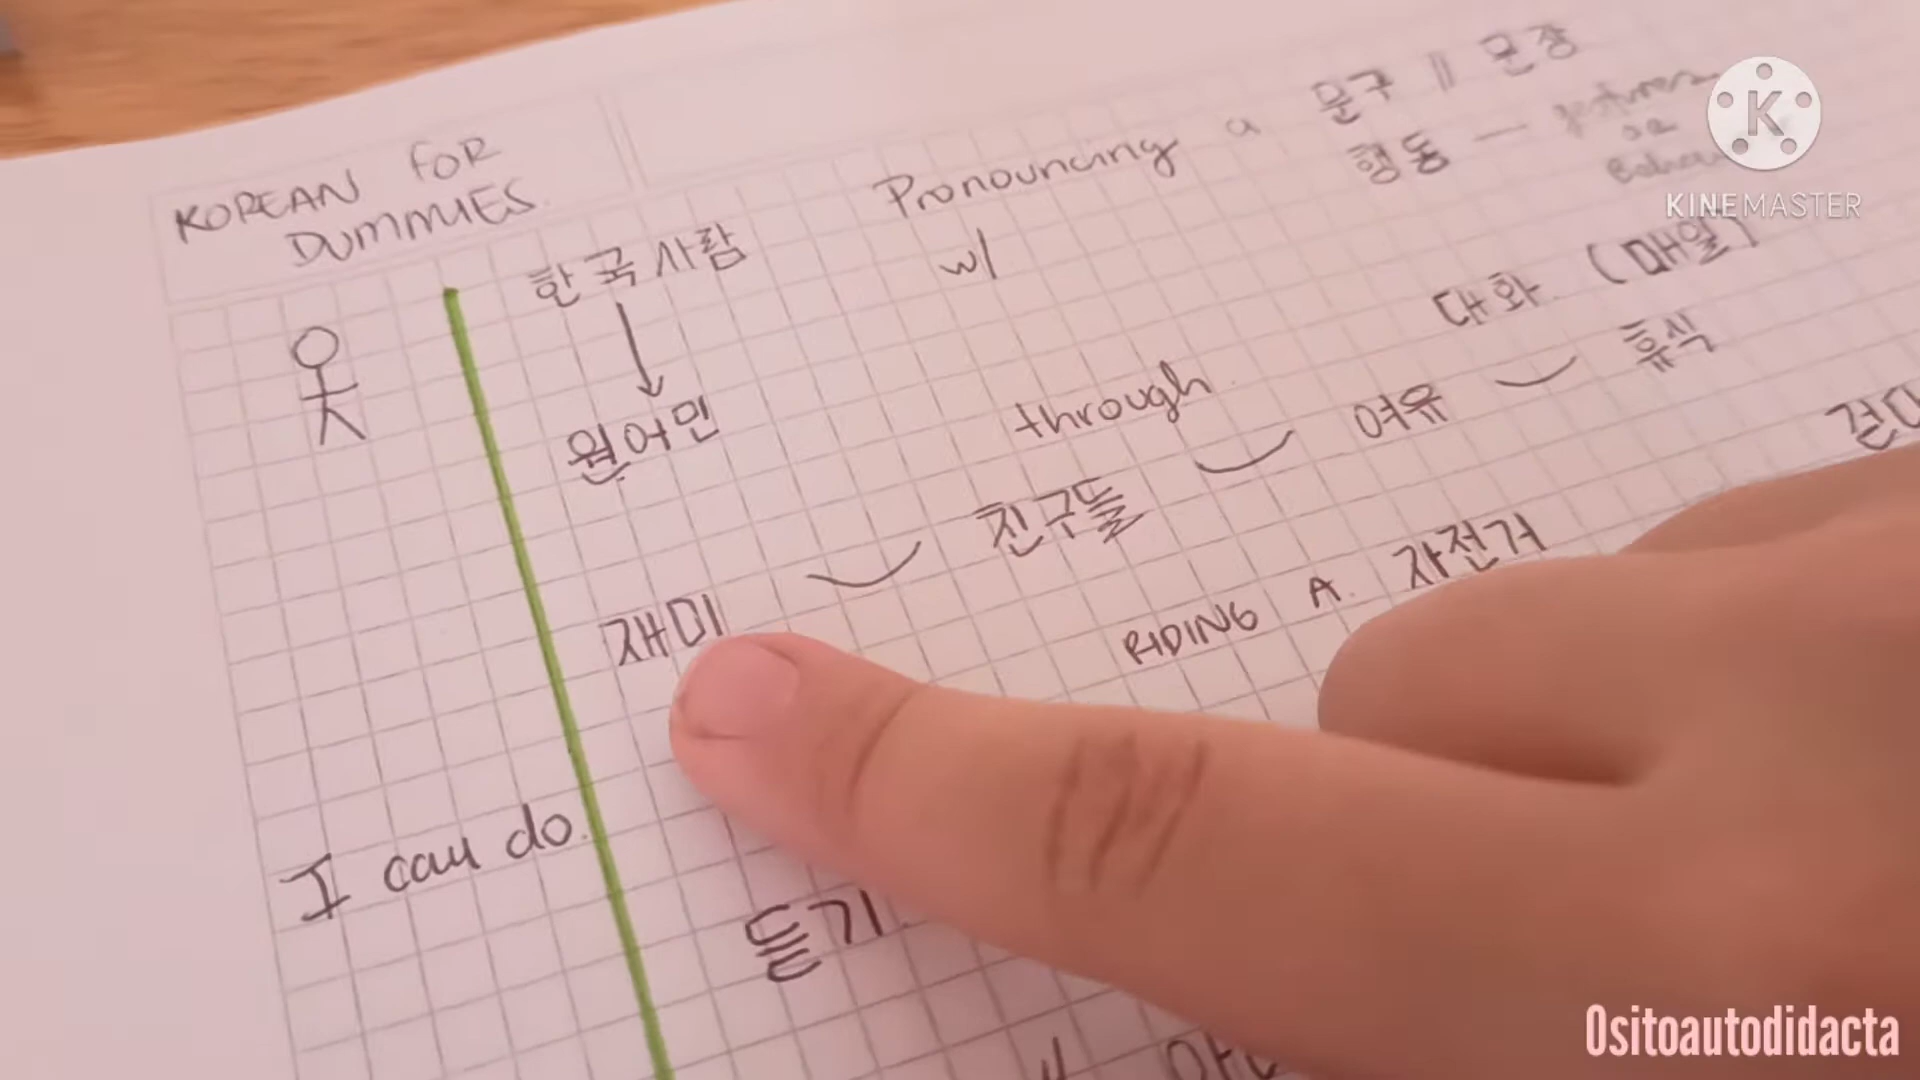 KOREAN FOR
DUMMIES.
Pronouncing a 문구 || 문장
행동 — gestures
or
한국사람
w/
대화 (매일)
원어민
through
재미 친구들 여유 휴식
RIDING A. 자전거
I can do.
듣기
KINEMASTER
Ositoautodidacta